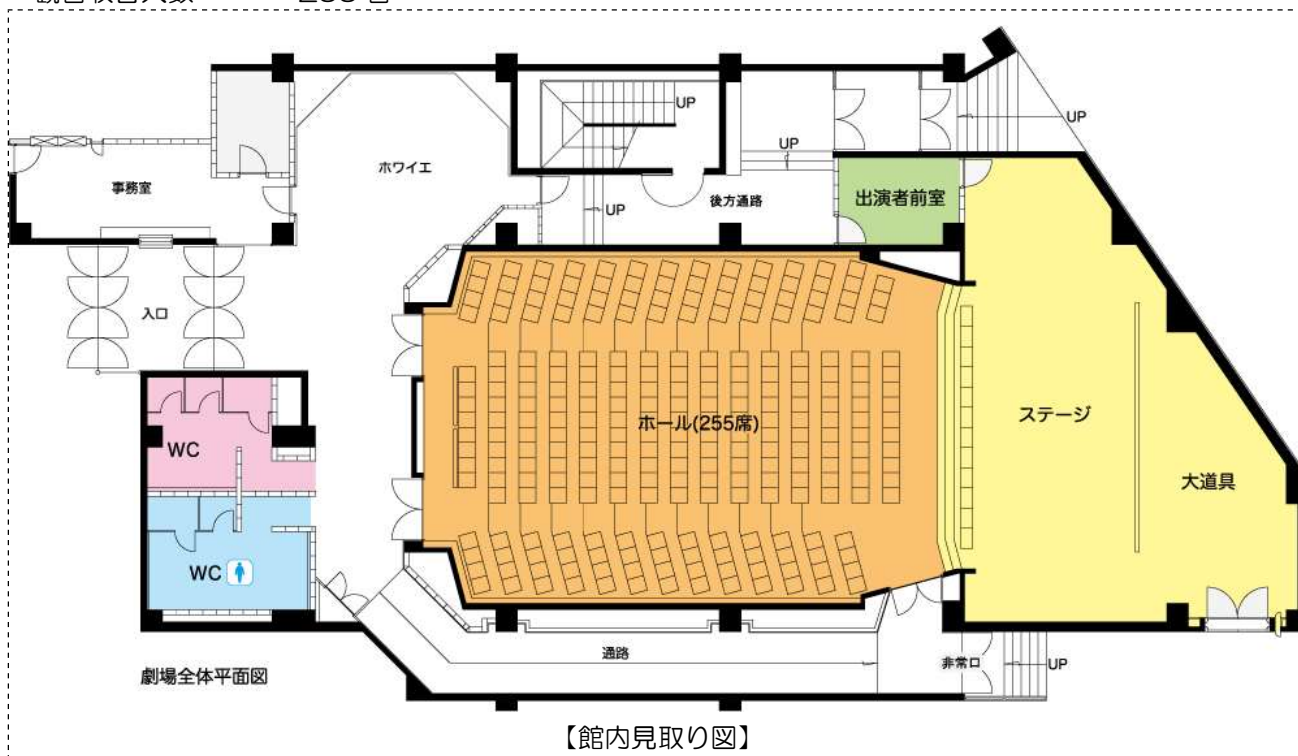 UP
UP
ホワイエ
UP
事務室
出演者前室
後方通路
UP
入口
ステージ
ホール(255席)
WC
大道具
WC
通路
非常口
UP
劇場全体平面図
【館内見取り図】